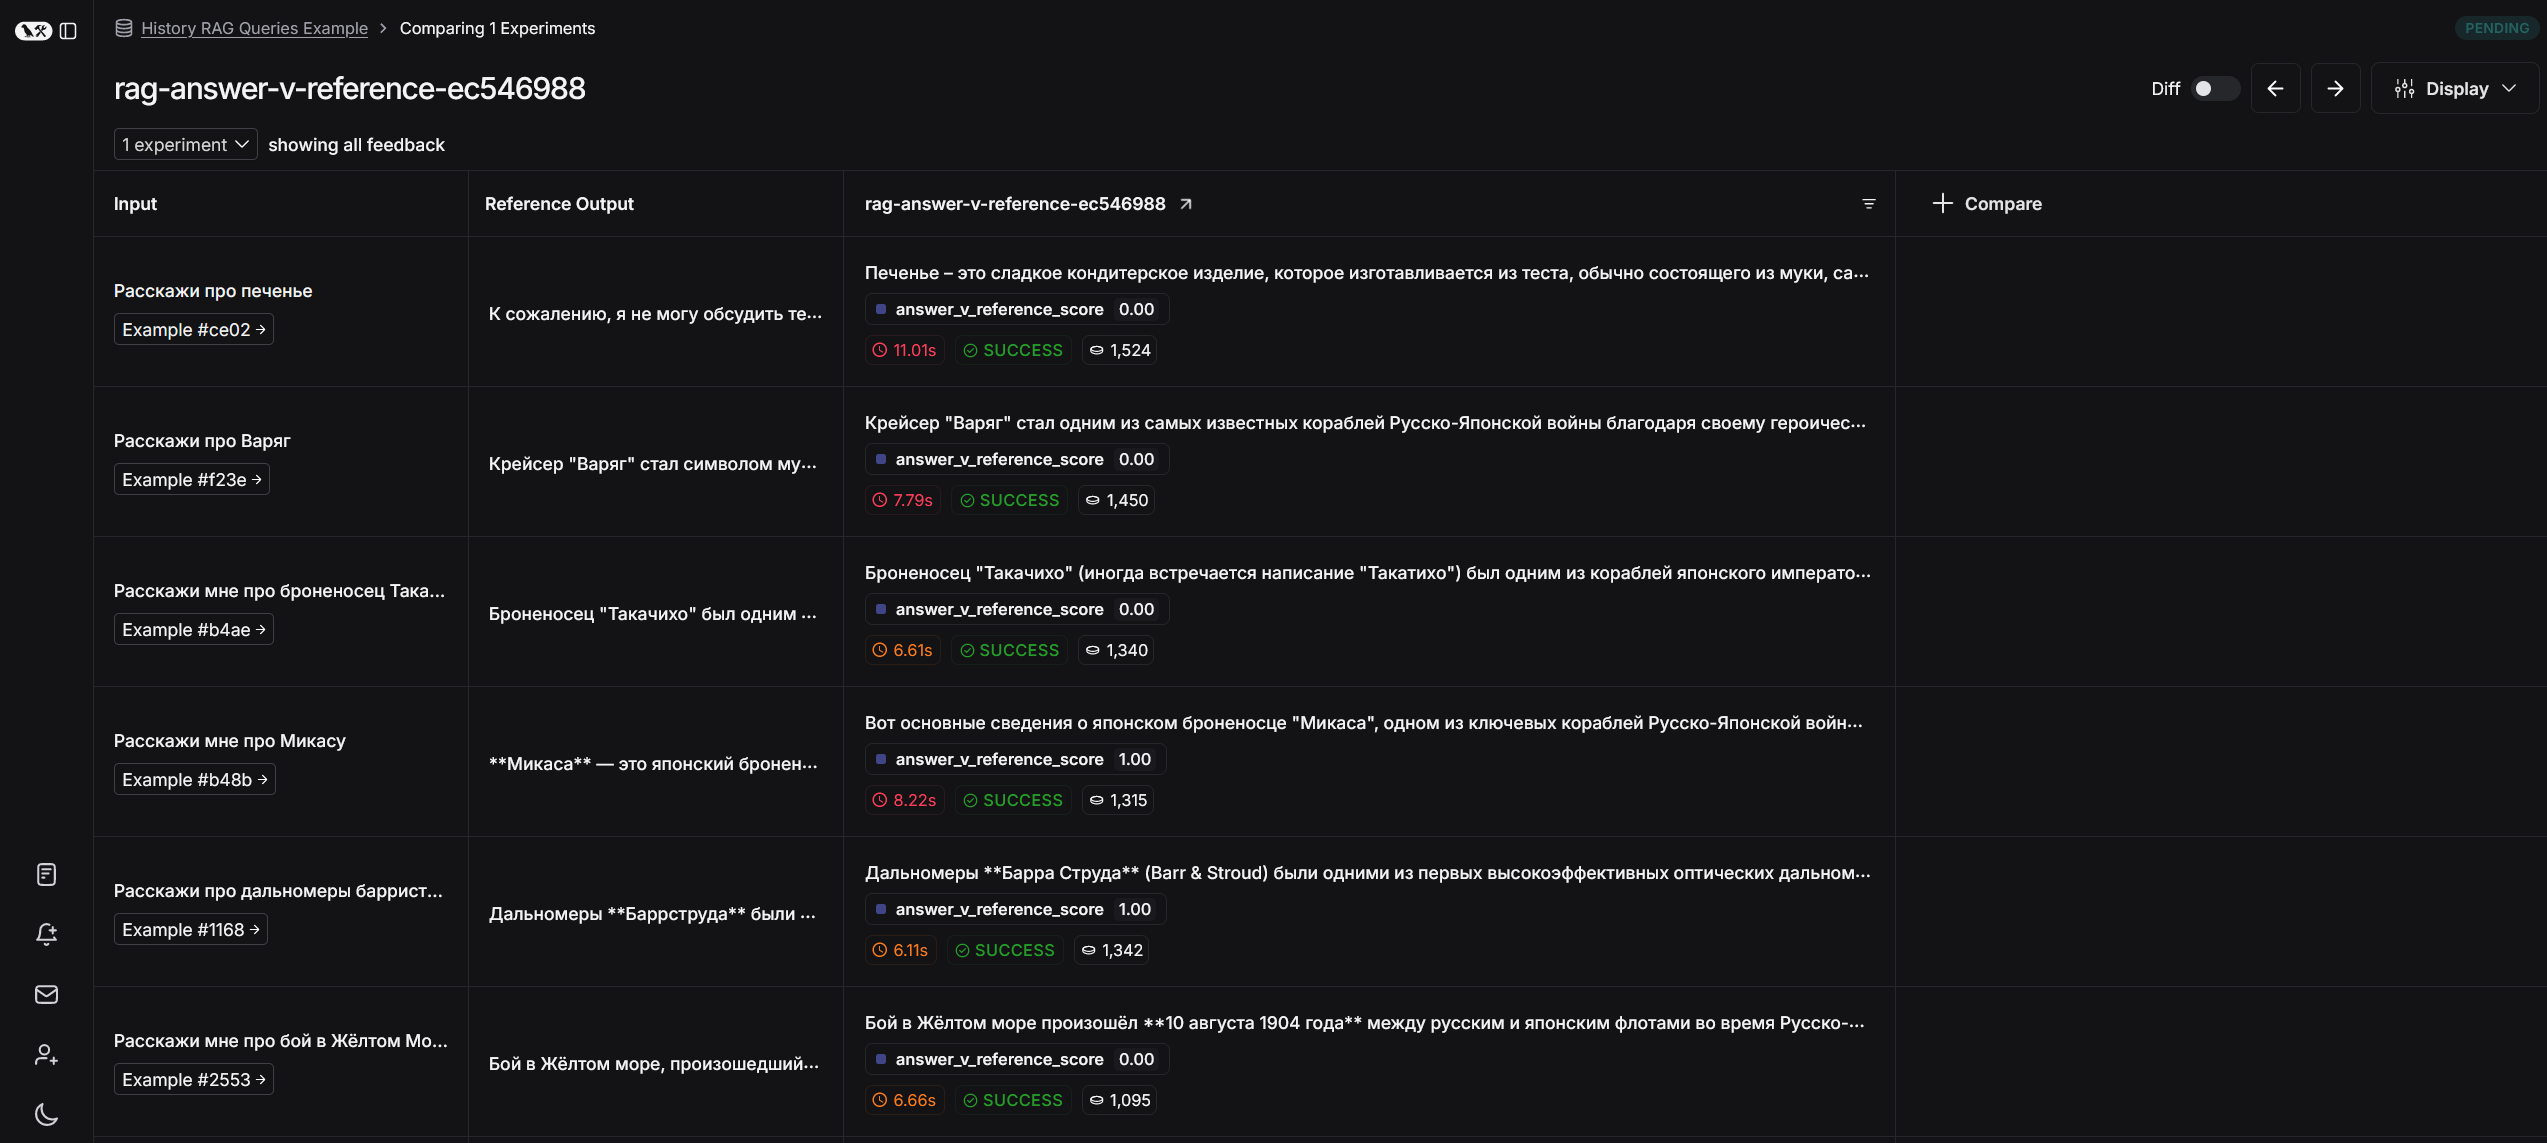 History RAG Queries Example > Comparing 1 Experiments
PENDING
rag-answer-v-reference-ec546988
Diff
Display
1 experiment showing all feedback
Input
Reference Output
rag-answer-v-reference-ec546988
Compare
Расскажи про печенье
Example #ce02 →
К сожалению, я не могу обсудить те...
Печенье – это сладкое кондитерское изделие, которое изготавливается из теста, обычно состоящего из муки, са...
answer_v_reference_score 0.00
11.01s SUCCESS 1,524
Расскажи про Варяг
Example #f23e →
Крейсер "Варяг" стал символом му...
Крейсер "Варяг" стал одним из самых известных кораблей Русско-Японской войны благодаря своему героичес...
answer_v_reference_score 0.00
7.79s SUCCESS 1,450
Расскажи мне про броненосец Така...
Example #b4ae →
Броненосец "Такачихо" был одним ...
Броненосец "Такачихо" (иногда встречается написание "Такатихо") был одним из кораблей японского императо...
answer_v_reference_score 0.00
6.61s SUCCESS 1,340
Расскажи мне про Микасу
Example #b48b →
**Микаса** — это японский бронен...
Вот основные сведения о японском броненосце "Микаса", одном из ключевых кораблей Русско-Японской войн...
answer_v_reference_score 1.00
8.22s SUCCESS 1,315
Расскажи про дальномеры баррист...
Example #1168 →
Дальномеры **Баррструда** были ...
Дальномеры **Барра Струда** (Barr & Stroud) были одними из первых высокоэффективных оптических дальном...
answer_v_reference_score 1.00
6.11s SUCCESS 1,342
Расскажи мне про бой в Жёлтом Мо...
Example #2553 →
Бой в Жёлтом море, произошедший...
Бой в Жёлтом море произошёл **10 августа 1904 года** между русским и японским флотами во время Русско-...
answer_v_reference_score 0.00
6.66s SUCCESS 1,095